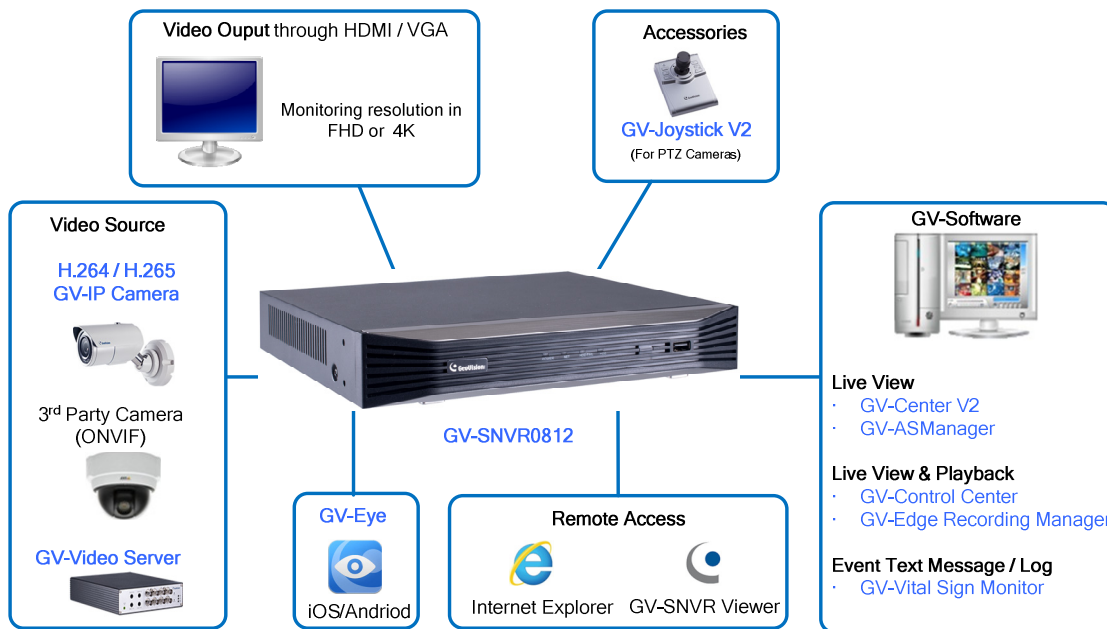 Video Ouput through HDMI / VGA
Monitoring resolution in
FHD or 4K
Accessories
GV-Joystick V2
(For PTZ Cameras)
Video Source
H.264 / H.265
GV-IP Camera
3rd Party Camera
(ONVIF)
GV-Video Server
GeoVision
GV-SNVR0812
GV-Eye
iOS/Andriod
Remote Access
Internet Explorer GV-SNVR Viewer
GV-Software
Live View
· GV-Center V2
· GV-ASManager
Live View & Playback
· GV-Control Center
· GV-Edge Recording Manager
Event Text Message / Log
· GV-Vital Sign Monitor